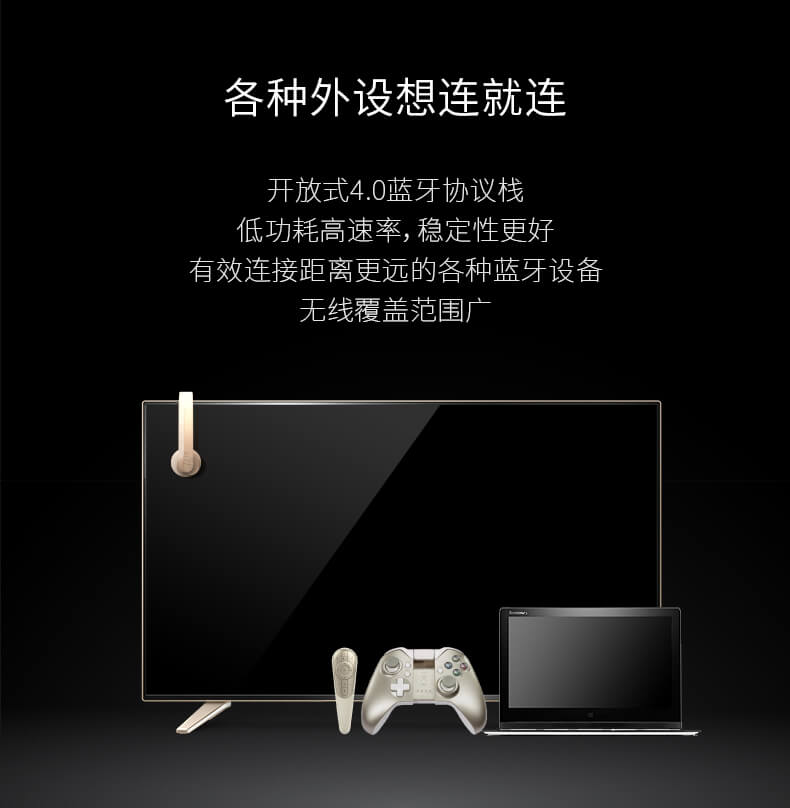 各种外设想连就连
开放式4.0蓝牙协议栈
低功耗高速率，稳定性更好
有效连接距离更远的各种蓝牙设备
无线覆盖范围广
lenovo